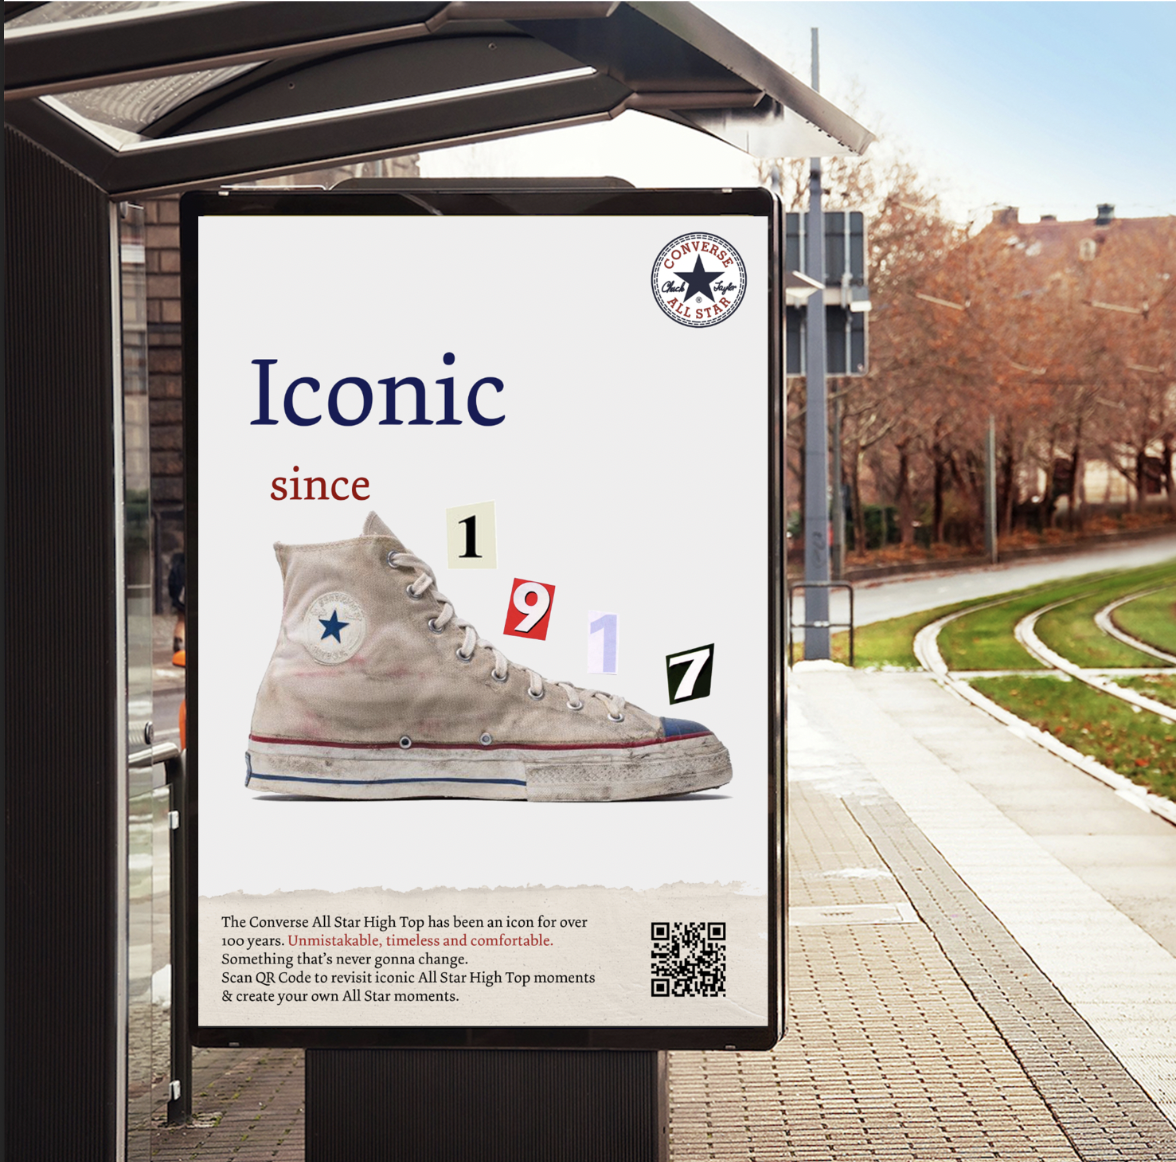 CONVERSE
Chuck Taylor
®
ALL STAR
Iconic
since
1
9
1
7
The Converse All Star High Top has been an icon for over
100 years. Unmistakable, timeless and comfortable.
Something that's never gonna change.
Scan QR Code to revisit iconic All Star High Top moments
& create your own All Star moments.